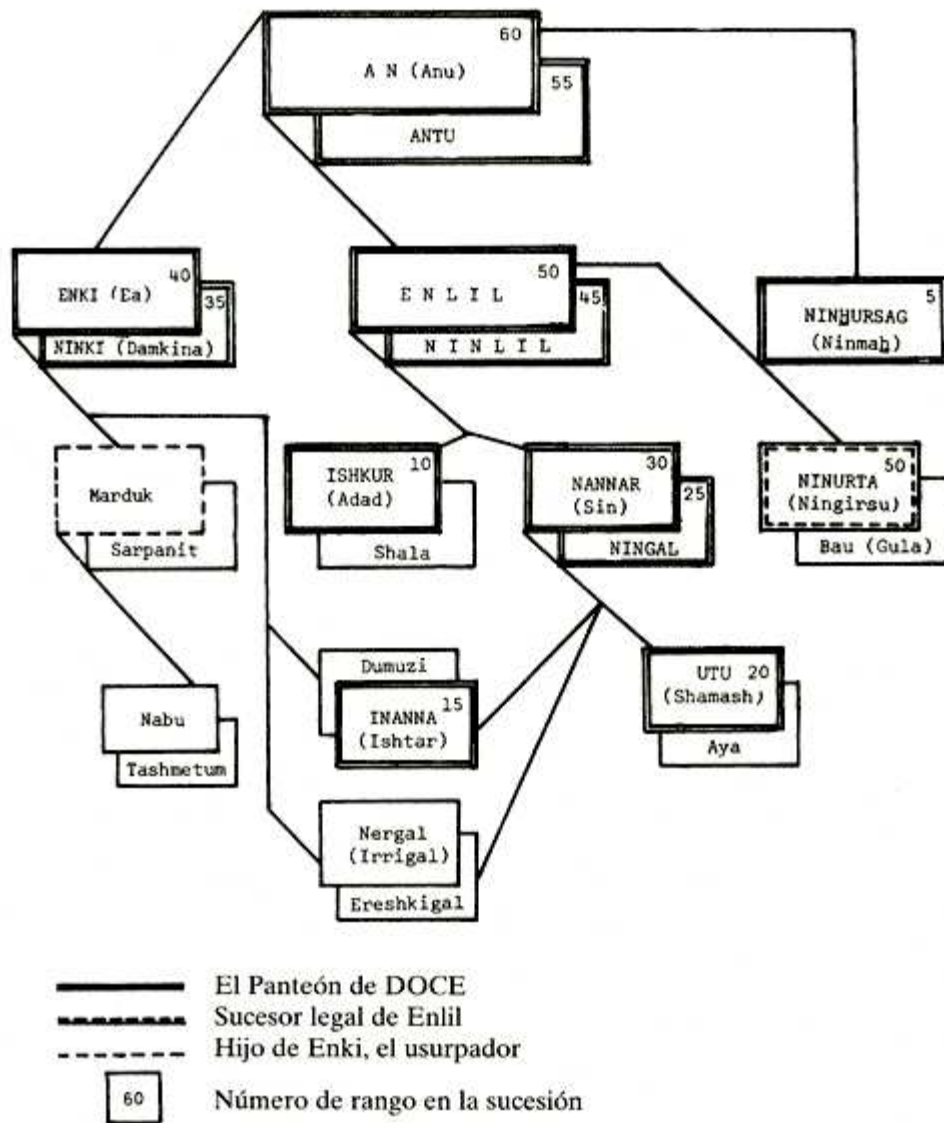 60
A N (Anu)
55
ANTU
40
ENKI (Ea)
35
NINKI (Damkina)
50
E N L I L
45
N I N L I L
5
NINḪURSAG
(Ninmaḫ)
Marduk
Sarpanit
10
ISHKUR
(Adad)
Shala
30
NANNAR
(Sin)
25
NINGAL
50
NINURTA
(Ningirsu)
Bau (Gula)
Nabu
Tashmetum
Dumuzi
15
INANNA
(Ishtar)
UTU 20
(Shamash)
Aya
Nergal
(Irrigal)
Ereshkigal
El Panteón de DOCE
Sucesor legal de Enlil
Hijo de Enki, el usurpador
60 Número de rango en la sucesión